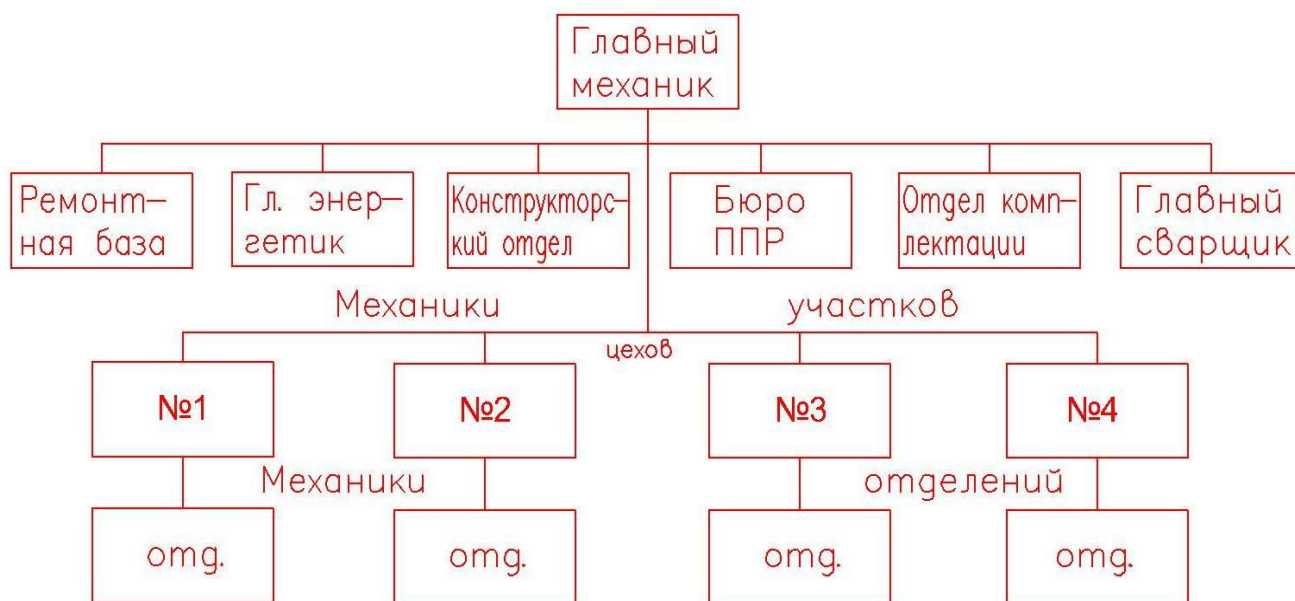 Главный
механик
Ремонт-
ная база
Гл. энер-
гетик
Конструкторс-
кий отдел
Бюро
ППР
Отдел комп-
лектации
Главный
сварщик
Механики участков
цехов
№1 №2 №3 №4
Механики отделений
отд. отд. отд. отд.